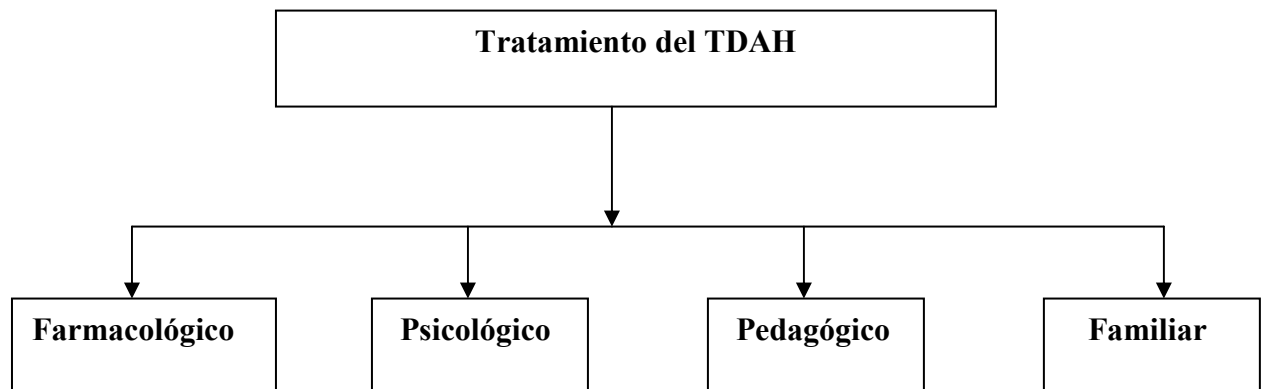 Tratamiento del TDAH
Farmacológico
Psicológico
Pedagógico
Familiar